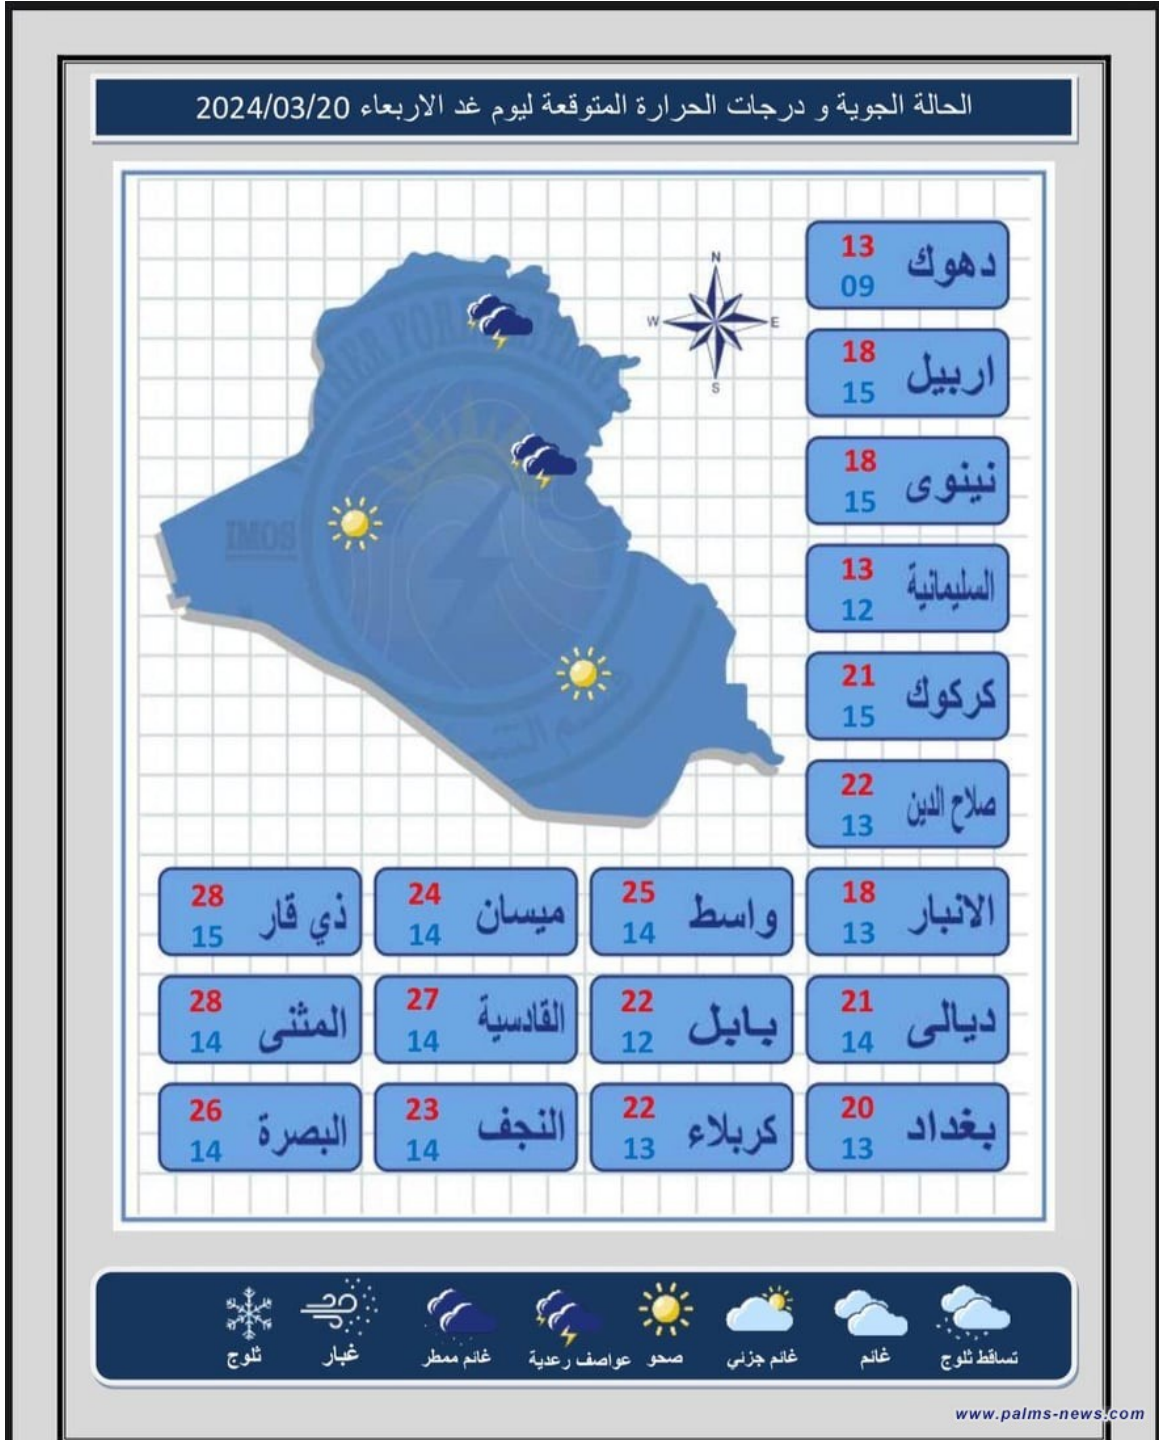 الحالة الجوية و درجات الحرارة المتوقعة ليوم غد الاربعاء 2024/03/20
N
W
E
S
IMOS
دهوك
13
09
اربيل
18
15
نينوى
18
15
السليمانية
13
12
كركوك
21
15
صلاح الدين
22
13
الانبار
18
13
واسط
25
14
ميسان
24
14
ذي قار
28
15
ديالى
21
14
بابل
22
12
القادسية
27
14
المثنى
28
14
بغداد
20
13
كربلاء
22
13
النجف
23
14
البصرة
26
14
تساقط ثلوج
غائم
غائم جزئي
صحو
عواصف رعدية
غائم ممطر
غبار
ثلوج
www.palms-news.com